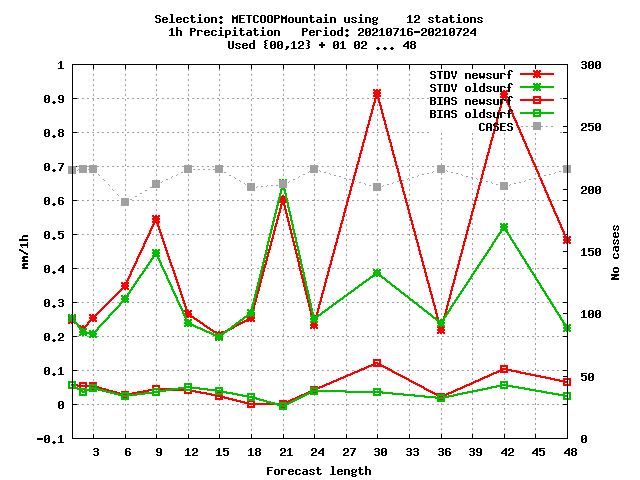 Selection: METCOOPMountain using    12 stations
1h Precipitation   Period: 20210716-20210724
Used {00,12} + 01 02 ... 48
STDV newsurf
STDV oldsurf
BIAS newsurf
BIAS oldsurf
CASES
1
0.9
0.8
0.7
0.6
0.5
0.4
0.3
0.2
0.1
0
-0.1
mm/1h
300
250
200
150
100
50
0
No cases
3 6 9 12 15 18 21 24 27 30 33 36 39 42 45 48
Forecast length